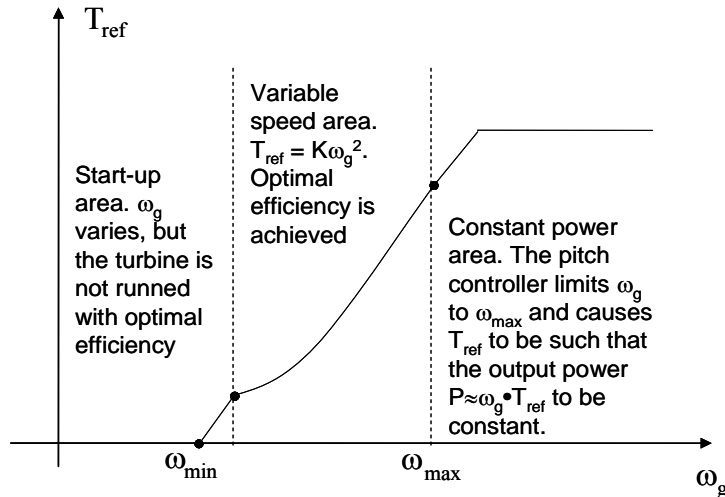 T_ref
Variable
speed area.
T_ref = Kω_g².
Optimal
efficiency is
achieved
Start-up
area. ω_g
varies, but
the turbine is
not runned
with optimal
efficiency
Constant power
area. The pitch
controller limits ω_g
to ω_max and causes
T_ref to be such that
the output power
P≈ω_g•T_ref to be
constant.
ω_min
ω_max
ω_g